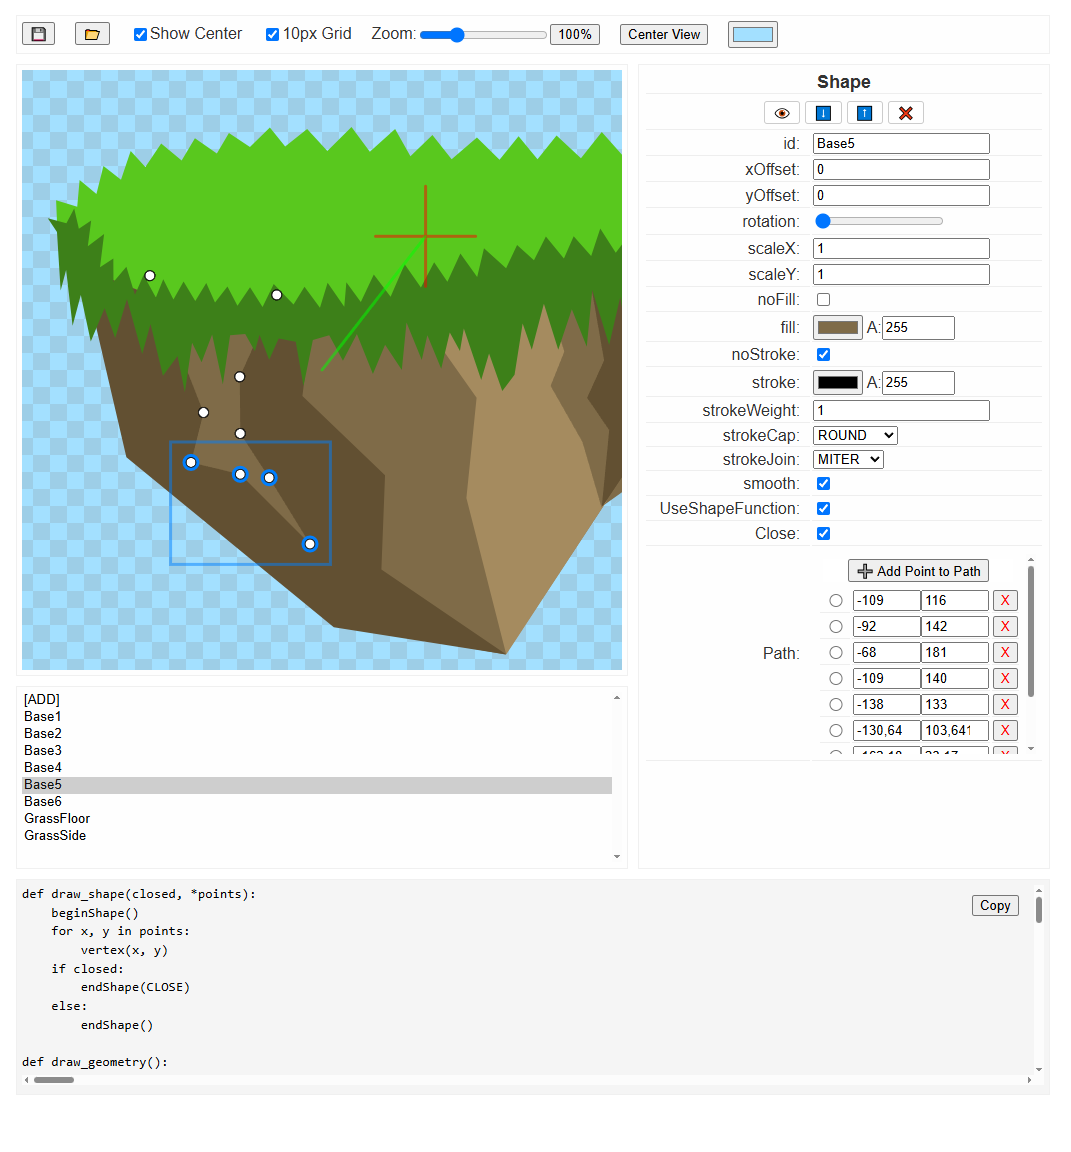 Show Center 10px Grid Zoom: 100% Center View
Shape
id: Base5
xOffset: 0
yOffset: 0
rotation:
scaleX: 1
scaleY: 1
noFill:
fill: A: 255
noStroke:
stroke: A: 255
strokeWeight: 1
strokeCap: ROUND
strokeJoin: MITER
smooth:
UseShapeFunction:
Close:
Path:
Add Point to Path
-109 116 X
-92 142 X
-68 181 X
-109 140 X
-138 133 X
-130,64 103,641 X
[ADD]
Base1
Base2
Base3
Base4
Base5
Base6
GrassFloor
GrassSide
Copy
def draw_shape(closed, *points):
    beginShape()
    for x, y in points:
        vertex(x, y)
    if closed:
        endShape(CLOSE)
    else:
        endShape()
def draw_geometry():